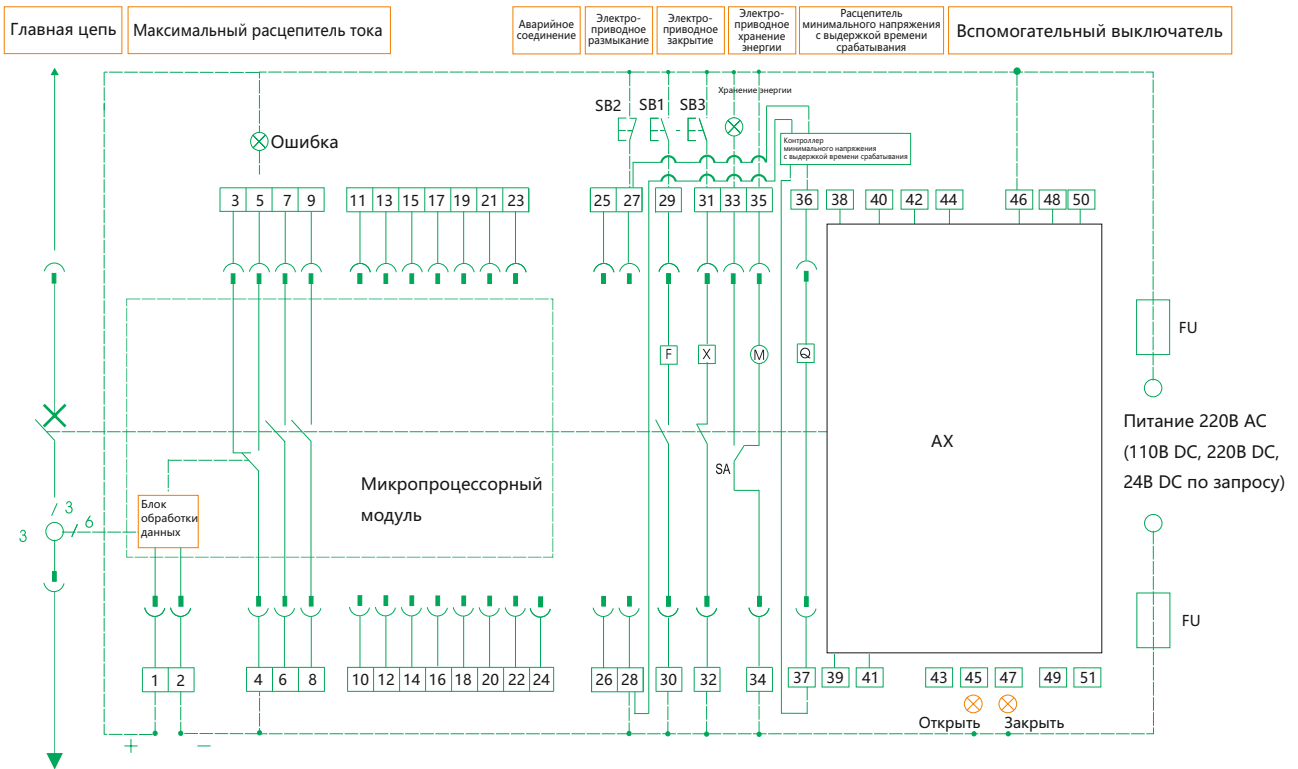 Главная цепь
Максимальный расцепитель тока
Аварийное
соединение
Электро-
приводное
размыкание
Электро-
приводное
закрытие
Электро-
приводное
хранение
энергии
Расцепитель
минимального напряжения
с выдержкой времени
срабатывания
Вспомогательный выключатель
Хранение энергии
SB2 SB1 SB3
Ошибка
Контроллер
минимального напряжения
с выдержкой времени срабатывания
3 5 7 9 11 13 15 17 19 21 23 25 27 29 31 33 35 36 38 40 42 44 46 48 50
FU
F X M Q
Питание 220В AC
(110В DC, 220В DC,
24В DC по запросу)
AX
SA
Микропроцессорный
модуль
Блок
обработки
данных
3
6
3
FU
1 2 4 6 8 10 12 14 16 18 20 22 24 26 28 30 32 34 37 39 41 43 45 47 49 51
Открыть Закрыть
+ −